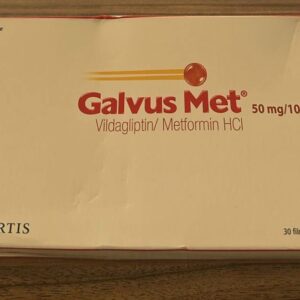 Galvus Met® 50 mg/10
Vildagliptin/ Metformin HCl
RTIS
30 fil